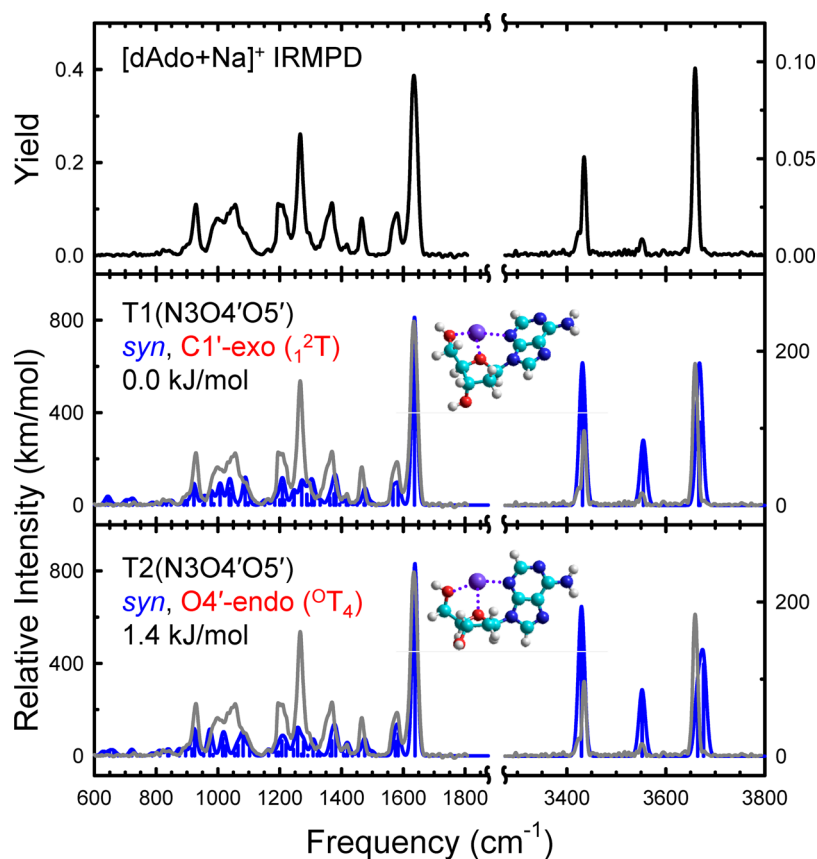 [dAdo+Na]⁺ IRMPD
Yield
0.4
0.2
0.0
0.10
0.05
0.00
T1(N3O4′O5′)
syn, C1'-exo (₁²T)
0.0 kJ/mol
800
400
0
200
0
T2(N3O4′O5′)
syn, O4′-endo (ᴼT₄)
1.4 kJ/mol
800
400
0
200
0
Relative Intensity (km/mol)
600 800 1000 1200 1400 1600 1800 3400 3600 3800
Frequency (cm⁻¹)